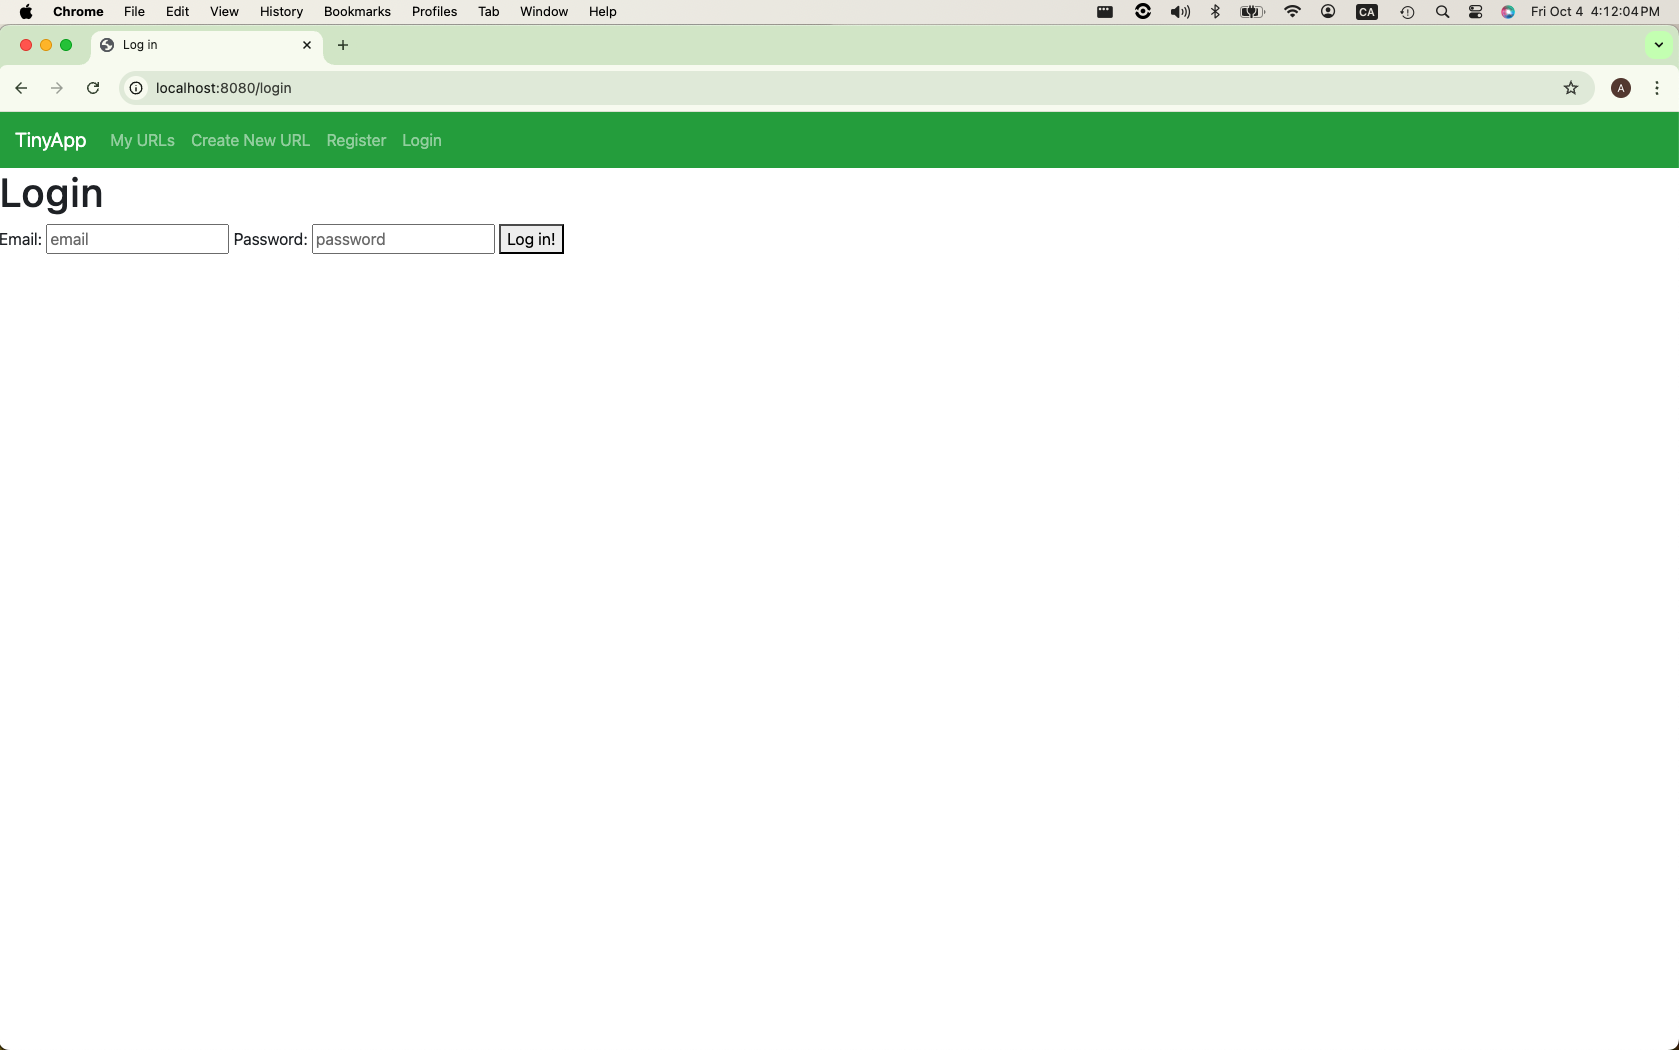 Chrome File Edit View History Bookmarks Profiles Tab Window Help CA Fri Oct 4 4:12:04 PM
Log in
localhost:8080/login A
TinyApp My URLs Create New URL Register Login
Login
Email: email Password: password Log in!